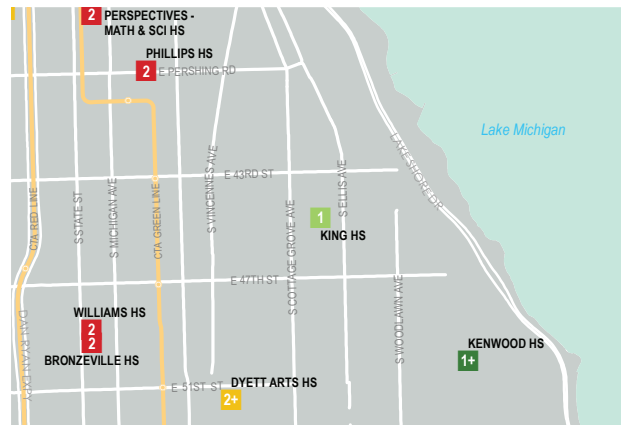 2
PERSPECTIVES -
MATH & SCI HS
PHILLIPS HS
2
E PERSHING RD
Lake Michigan
LAKE SHORE DR
E 43RD ST
CTA RED LINE
S STATE ST
S MICHIGAN AVE
CTA GREEN LINE
S VINCENNES AVE
S COTTAGE GROVE AVE
S ELLIS AVE
1
KING HS
E 47TH ST
S WOODLAWN AVE
DAN RYAN EXPY
WILLIAMS HS
2
2
BRONZEVILLE HS
KENWOOD HS
1+
E 51ST ST
DYETT ARTS HS
2+